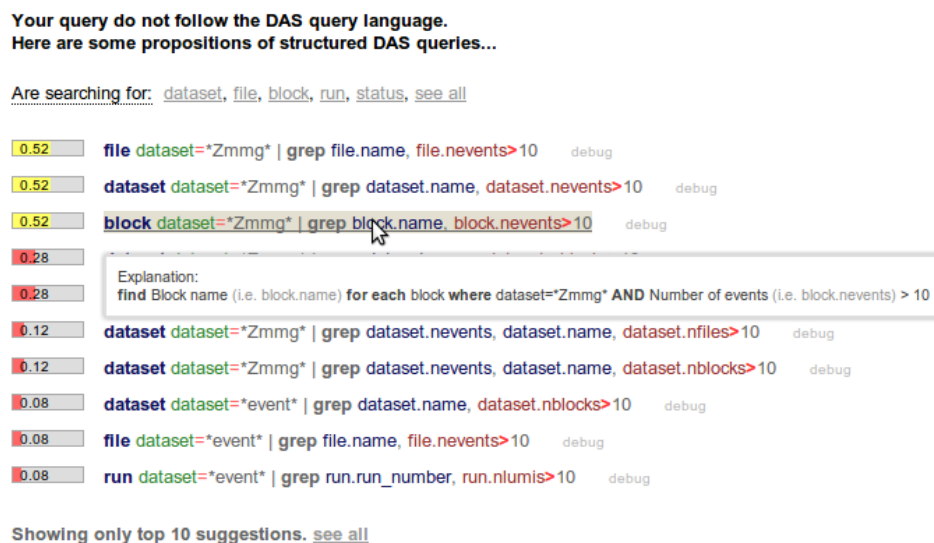 Your query do not follow the DAS query language.
Here are some propositions of structured DAS queries...
Are searching for: dataset, file, block, run, status, see all
0.52 file dataset=*Zmmg* | grep file.name, file.nevents>10 debug
0.52 dataset dataset=*Zmmg* | grep dataset.name, dataset.nevents>10 debug
0.52 block dataset=*Zmmg* | grep block.name, block.nevents>10 debug
0.28
Explanation:
0.28 find Block name (i.e. block.name) for each block where dataset=*Zmmg* AND Number of events (i.e. block.nevents) > 10
0.12 dataset dataset=*Zmmg* | grep dataset.nevents, dataset.name, dataset.nfiles>10 debug
0.12 dataset dataset=*Zmmg* | grep dataset.nevents, dataset.name, dataset.nblocks>10 debug
0.08 dataset dataset=*event* | grep dataset.name, dataset.nblocks>10 debug
0.08 file dataset=*event* | grep file.name, file.nevents>10 debug
0.08 run dataset=*event* | grep run.run_number, run.nlumis>10 debug
Showing only top 10 suggestions. see all